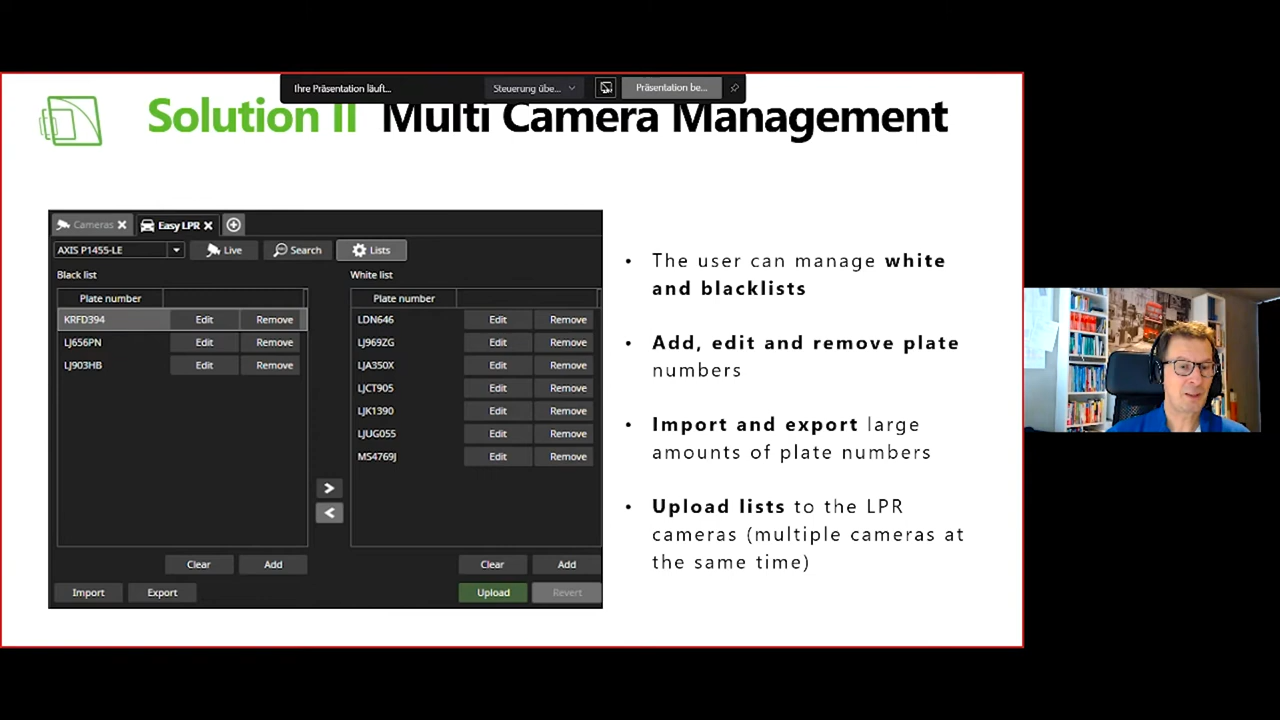 Ihre Präsentation läuft...
Steuerung übe...
Präsentation be...
Solution II Multi Camera Management
Cameras
Easy LPR
AXIS P1455-LE
Live
Search
Lists
Black list
Plate number
KRFD394 Edit Remove
LJ656PN Edit Remove
LJ903HB Edit Remove
Clear Add
Import Export
White list
Plate number
LDN646 Edit Remove
LJ969ZG Edit Remove
LJA350X Edit Remove
LJCT905 Edit Remove
LJK1390 Edit Remove
LJUG055 Edit Remove
MS4769J Edit Remove
Clear Add
Upload Revert
• The user can manage white
and blacklists
• Add, edit and remove plate
numbers
• Import and export large
amounts of plate numbers
• Upload lists to the LPR
cameras (multiple cameras at
the same time)